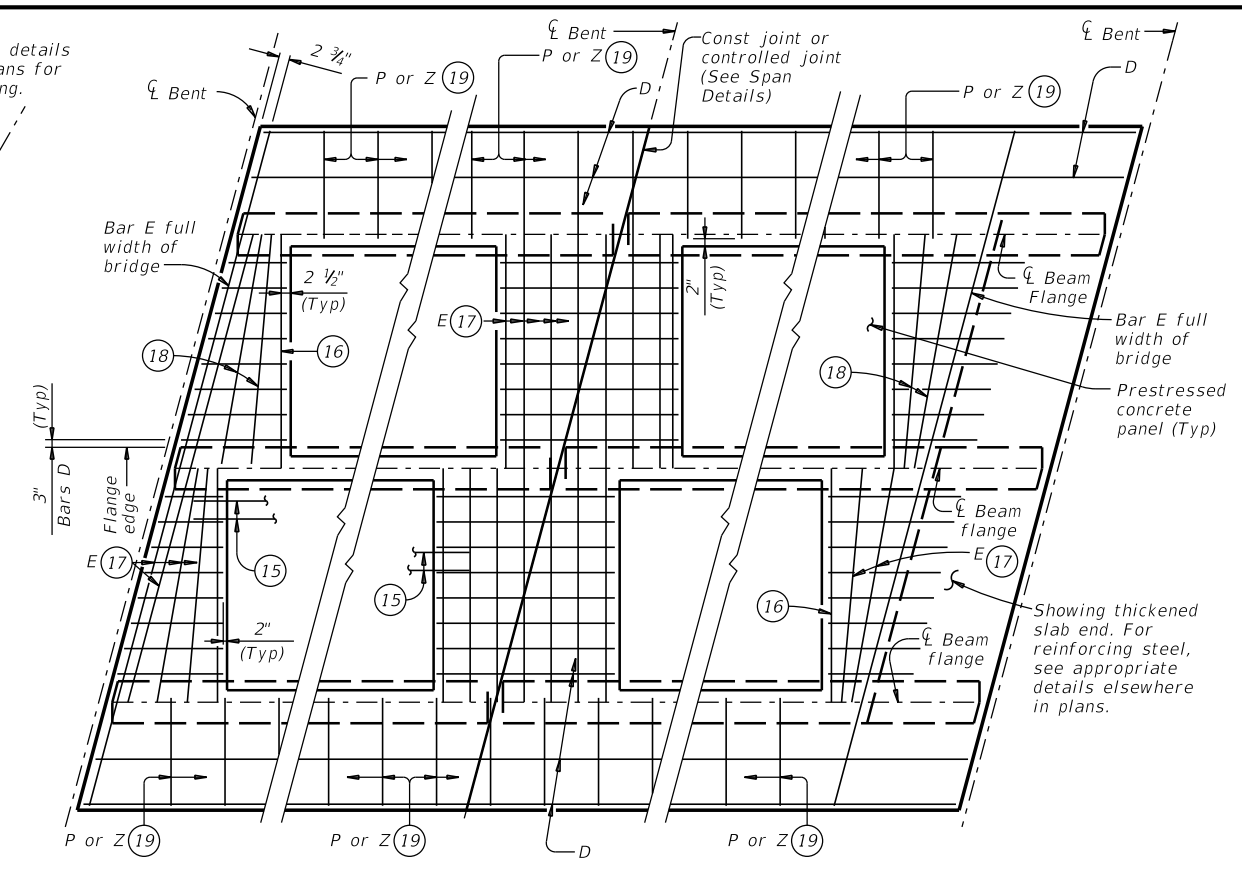 details
ans for
ng.
℄ Bent
2 ¾"
P or Z 19
℄ Bent
P or Z 19
D
Const joint or
controlled joint
(See Span
Details)
℄ Bent
D
P or Z 19
Bar E full
width of
bridge
2 ½"
(Typ)
E 17
2"
(Typ)
℄ Beam
Flange
Bar E full
width of
bridge
18
16
18
Prestressed
concrete
panel (Typ)
(Typ)
3"
Bars D
Flange
edge
E 17
15
15
2"
(Typ)
16
℄ Beam
flange
E 17
℄ Beam
flange
Showing thickened
slab end. For
reinforcing steel,
see appropriate
details elsewhere
in plans.
P or Z 19
P or Z 19
D
P or Z 19